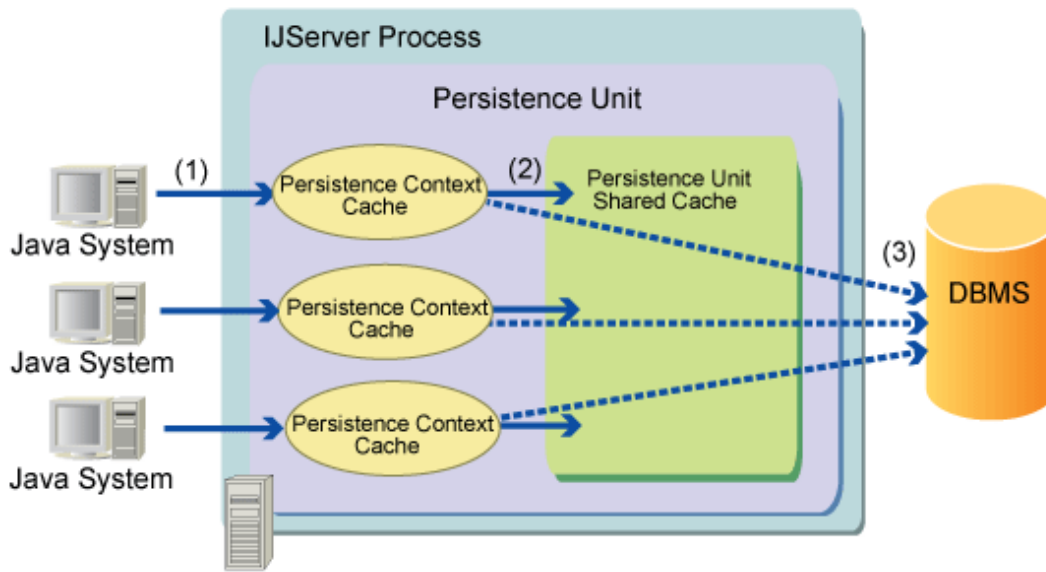 IJServer Process
Persistence Unit
(1)
Persistence Context
Cache
(2)
Persistence Unit
Shared Cache
Java System
(3)
DBMS
Persistence Context
Cache
Java System
Persistence Context
Cache
Java System